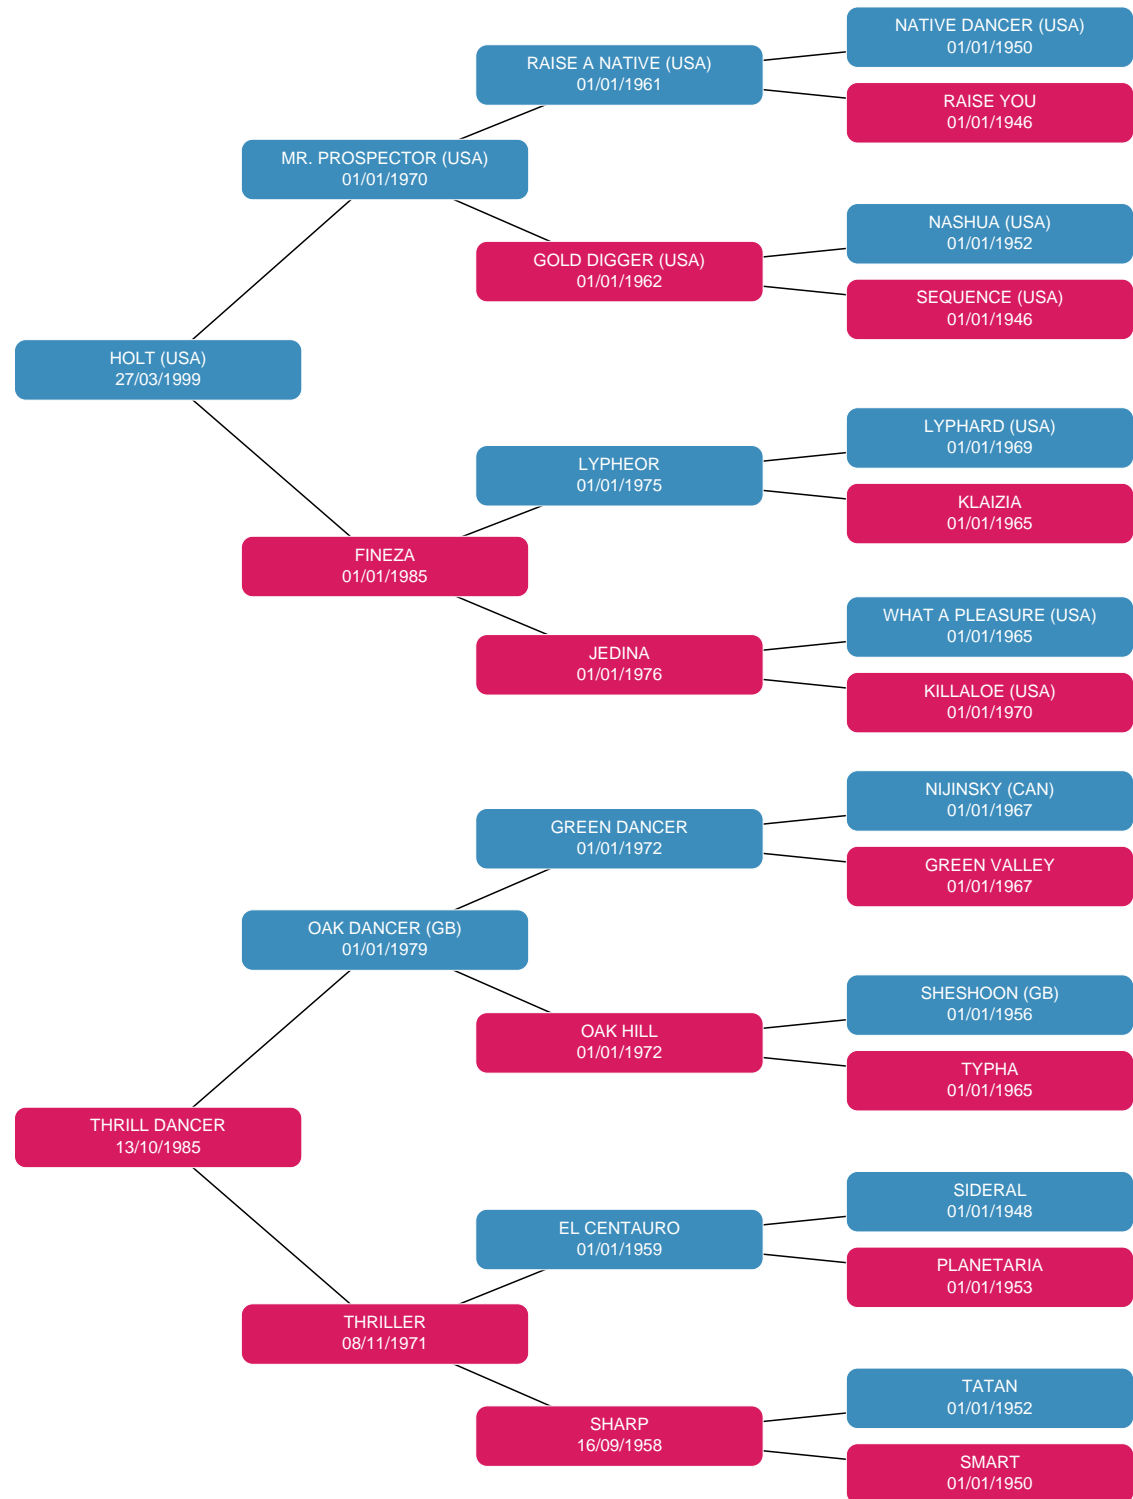 NATIVE DANCER (USA)
01/01/1950
RAISE A NATIVE (USA)
01/01/1961
RAISE YOU
01/01/1946
MR. PROSPECTOR (USA)
01/01/1970
NASHUA (USA)
01/01/1952
GOLD DIGGER (USA)
01/01/1962
SEQUENCE (USA)
01/01/1946
HOLT (USA)
27/03/1999
LYPHARD (USA)
01/01/1969
LYPHEOR
01/01/1975
KLAIZIA
01/01/1965
FINEZA
01/01/1985
WHAT A PLEASURE (USA)
01/01/1965
JEDINA
01/01/1976
KILLALOE (USA)
01/01/1970
NIJINSKY (CAN)
01/01/1967
GREEN DANCER
01/01/1972
GREEN VALLEY
01/01/1967
OAK DANCER (GB)
01/01/1979
SHESHOON (GB)
01/01/1956
OAK HILL
01/01/1972
TYPHA
01/01/1965
THRILL DANCER
13/10/1985
SIDERAL
01/01/1948
EL CENTAURO
01/01/1959
PLANETARIA
01/01/1953
THRILLER
08/11/1971
TATAN
01/01/1952
SHARP
16/09/1958
SMART
01/01/1950